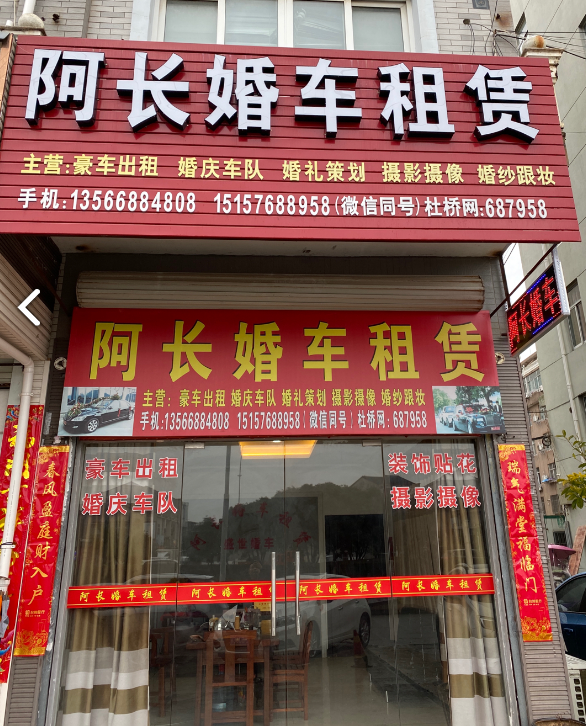 阿长婚车租赁
主营:豪车出租 婚庆车队 婚礼策划 摄影摄像 婚纱跟妆
手机:13566884808 15157688958(微信同号)杜桥网:687958
阿长婚车
阿长婚车租赁
主营: 豪车出租 婚庆车队 婚礼策划 摄影摄像 婚纱跟妆
手机:13566884808 15157688958(微信同号) 杜桥网:687958
豪车出租
婚庆车队
装饰贴花
摄影摄像
春风盈庭财入户
瑞气满堂福临门
阿长婚车租赁 阿长婚车租赁 阿长婚车租赁 阿长婚车租赁